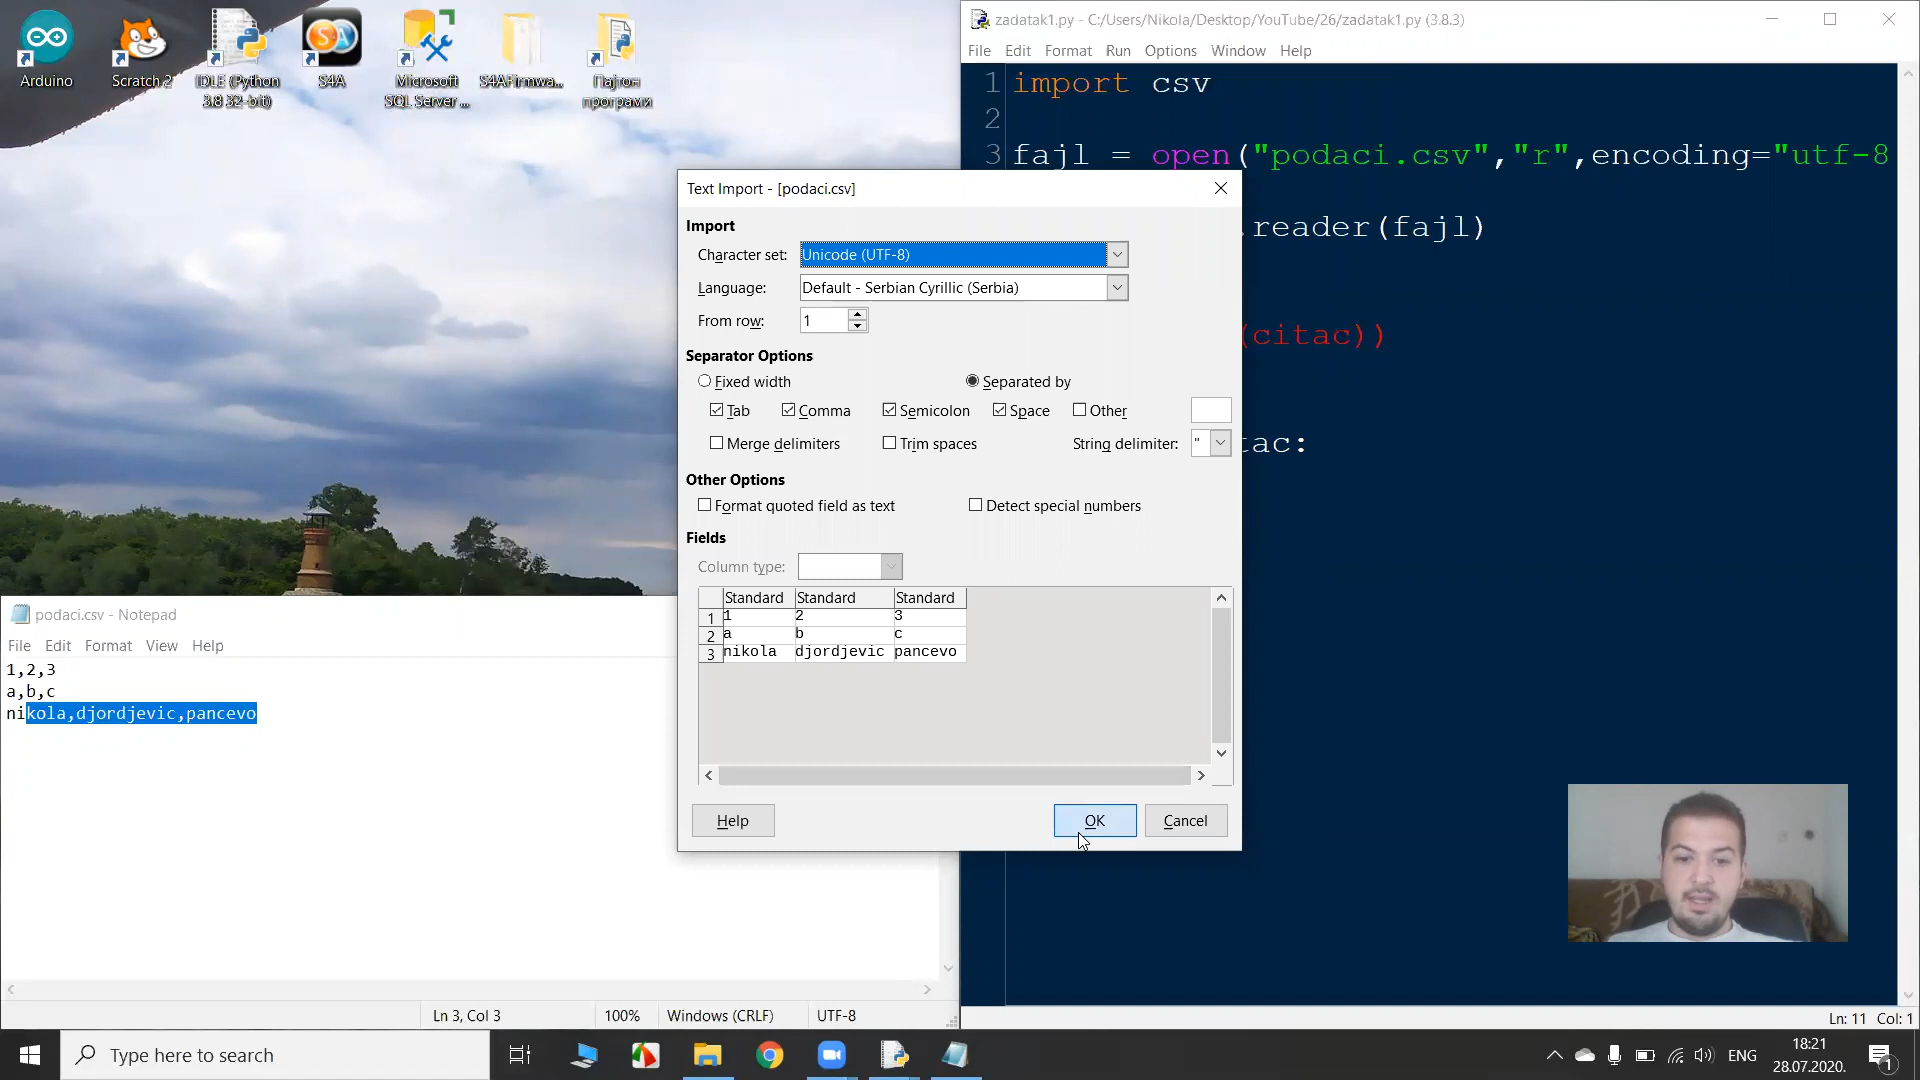 Arduino
Scratch 2
IDLE (Python
3.8 32-bit)
S4A
Microsoft
SQL Server ...
S4AFirmwa...
Пајтон
програми
zadatak1.py - C:/Users/Nikola/Desktop/YouTube/26/zadatak1.py (3.8.3)
File Edit Format Run Options Window Help
1 import csv
2
3 fajl = open("podaci.csv","r",encoding="utf-8
.reader(fajl)
(citac))
tac:
Ln: 11 Col: 1
Text Import - [podaci.csv]
Import
Character set: Unicode (UTF-8)
Language: Default - Serbian Cyrillic (Serbia)
From row: 1
Separator Options
Fixed width Separated by
Tab Comma Semicolon Space Other
Merge delimiters Trim spaces String delimiter: "
Other Options
Format quoted field as text Detect special numbers
Fields
Column type:
Standard Standard Standard
1 1 2 3
2 a b c
3 nikola djordjevic pancevo
Help OK Cancel
podaci.csv - Notepad
File Edit Format View Help
1,2,3
a,b,c
nikola,djordjevic,pancevo
Ln 3, Col 3 100% Windows (CRLF) UTF-8
Type here to search
ENG
18:21
28.07.2020.
1